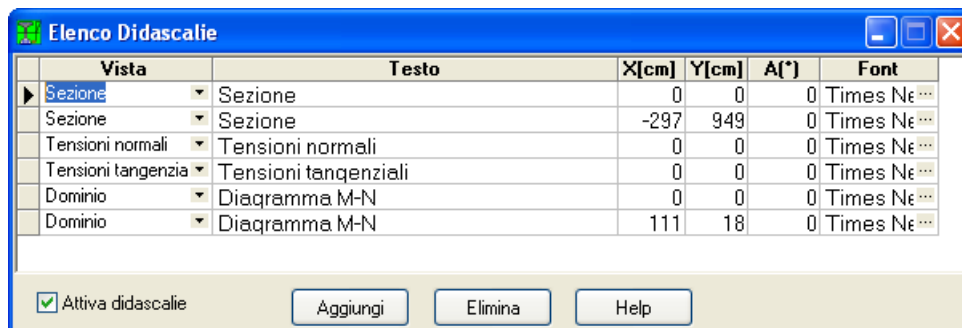 Elenco Didascalie
Vista Testo X[cm] Y[cm] A(*) Font
Sezione Sezione 0 0 0 Times Ne ...
Sezione Sezione -297 949 0 Times Ne ...
Tensioni normali Tensioni normali 0 0 0 Times Ne ...
Tensioni tangenzia Tensioni tangenziali 0 0 0 Times Ne ...
Dominio Diagramma M-N 0 0 0 Times Ne ...
Dominio Diagramma M-N 111 18 0 Times Ne ...
Attiva didascalie Aggiungi Elimina Help